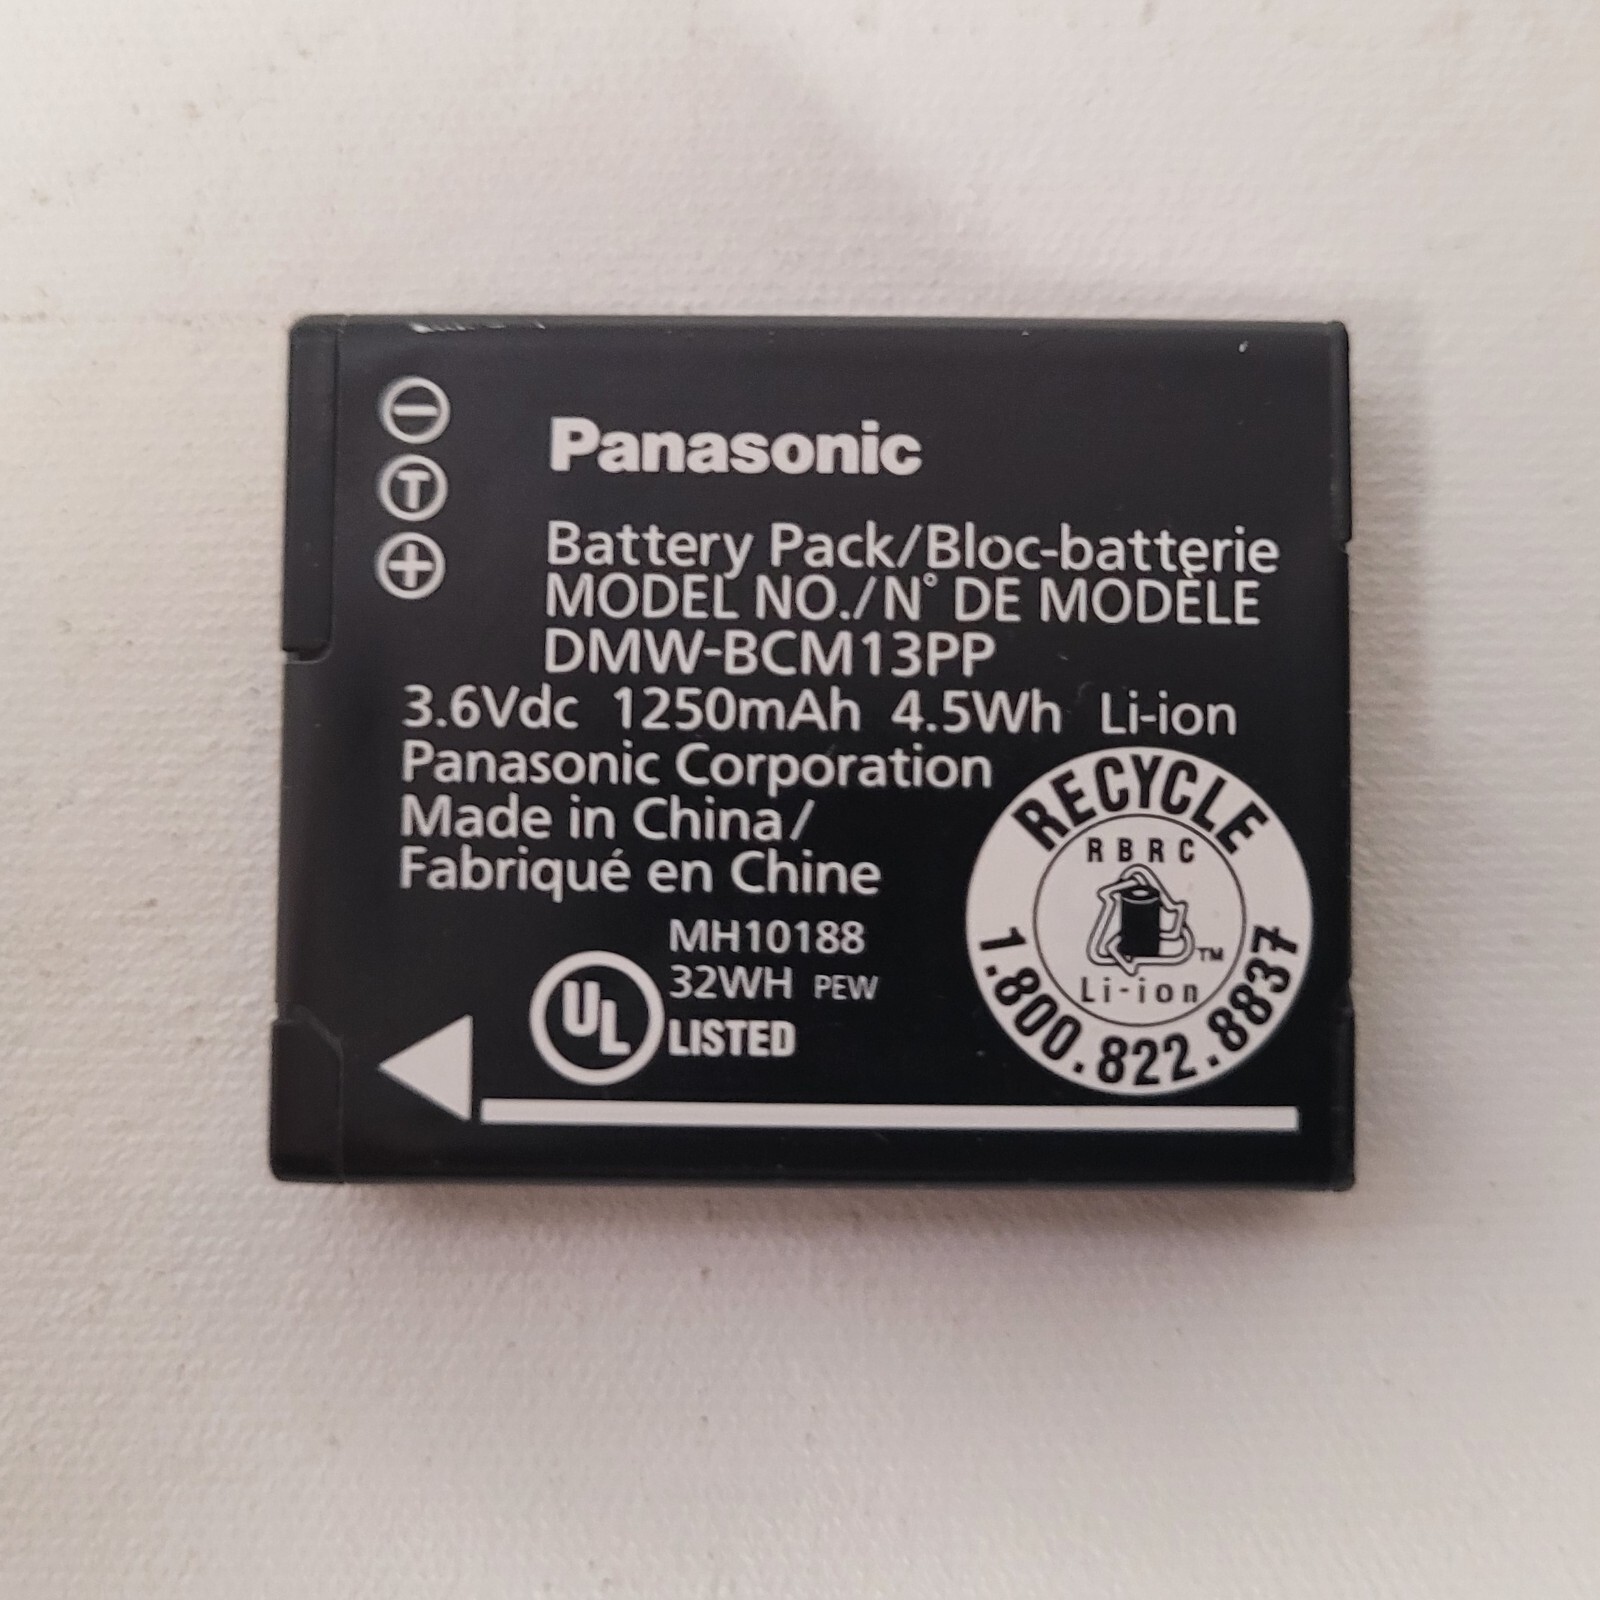 Panasonic
Battery Pack/Bloc-batterie
MODEL NO./N° DE MODÈLE
DMW-BCM13PP
3.6Vdc 1250mAh 4.5Wh Li-ion
Panasonic Corporation
Made in China/
Fabriqué en Chine
MH10188
32WH PEW
UL LISTED
RECYCLE
RBRC
TM
Li-ion
1.800.822.8837
T